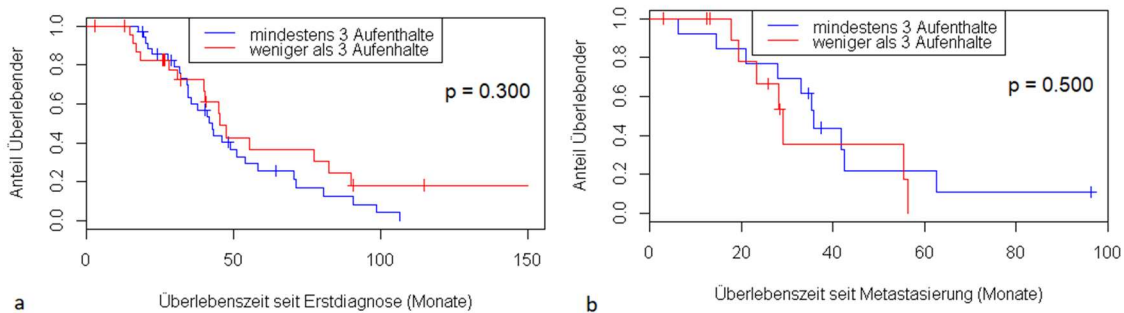 mindestens 3 Aufenthalte
weniger als 3 Aufenhalte
p = 0.300
Anteil Überlebender
0.0 0.2 0.4 0.6 0.8 1.0
0 50 100 150
Überlebenszeit seit Erstdiagnose (Monate)
a
mindestens 3 Aufenthalte
weniger als 3 Aufenhalte
p = 0.500
Anteil Überlebender
0.0 0.2 0.4 0.6 0.8 1.0
0 20 40 60 80 100
Überlebenszeit seit Metastasierung (Monate)
b